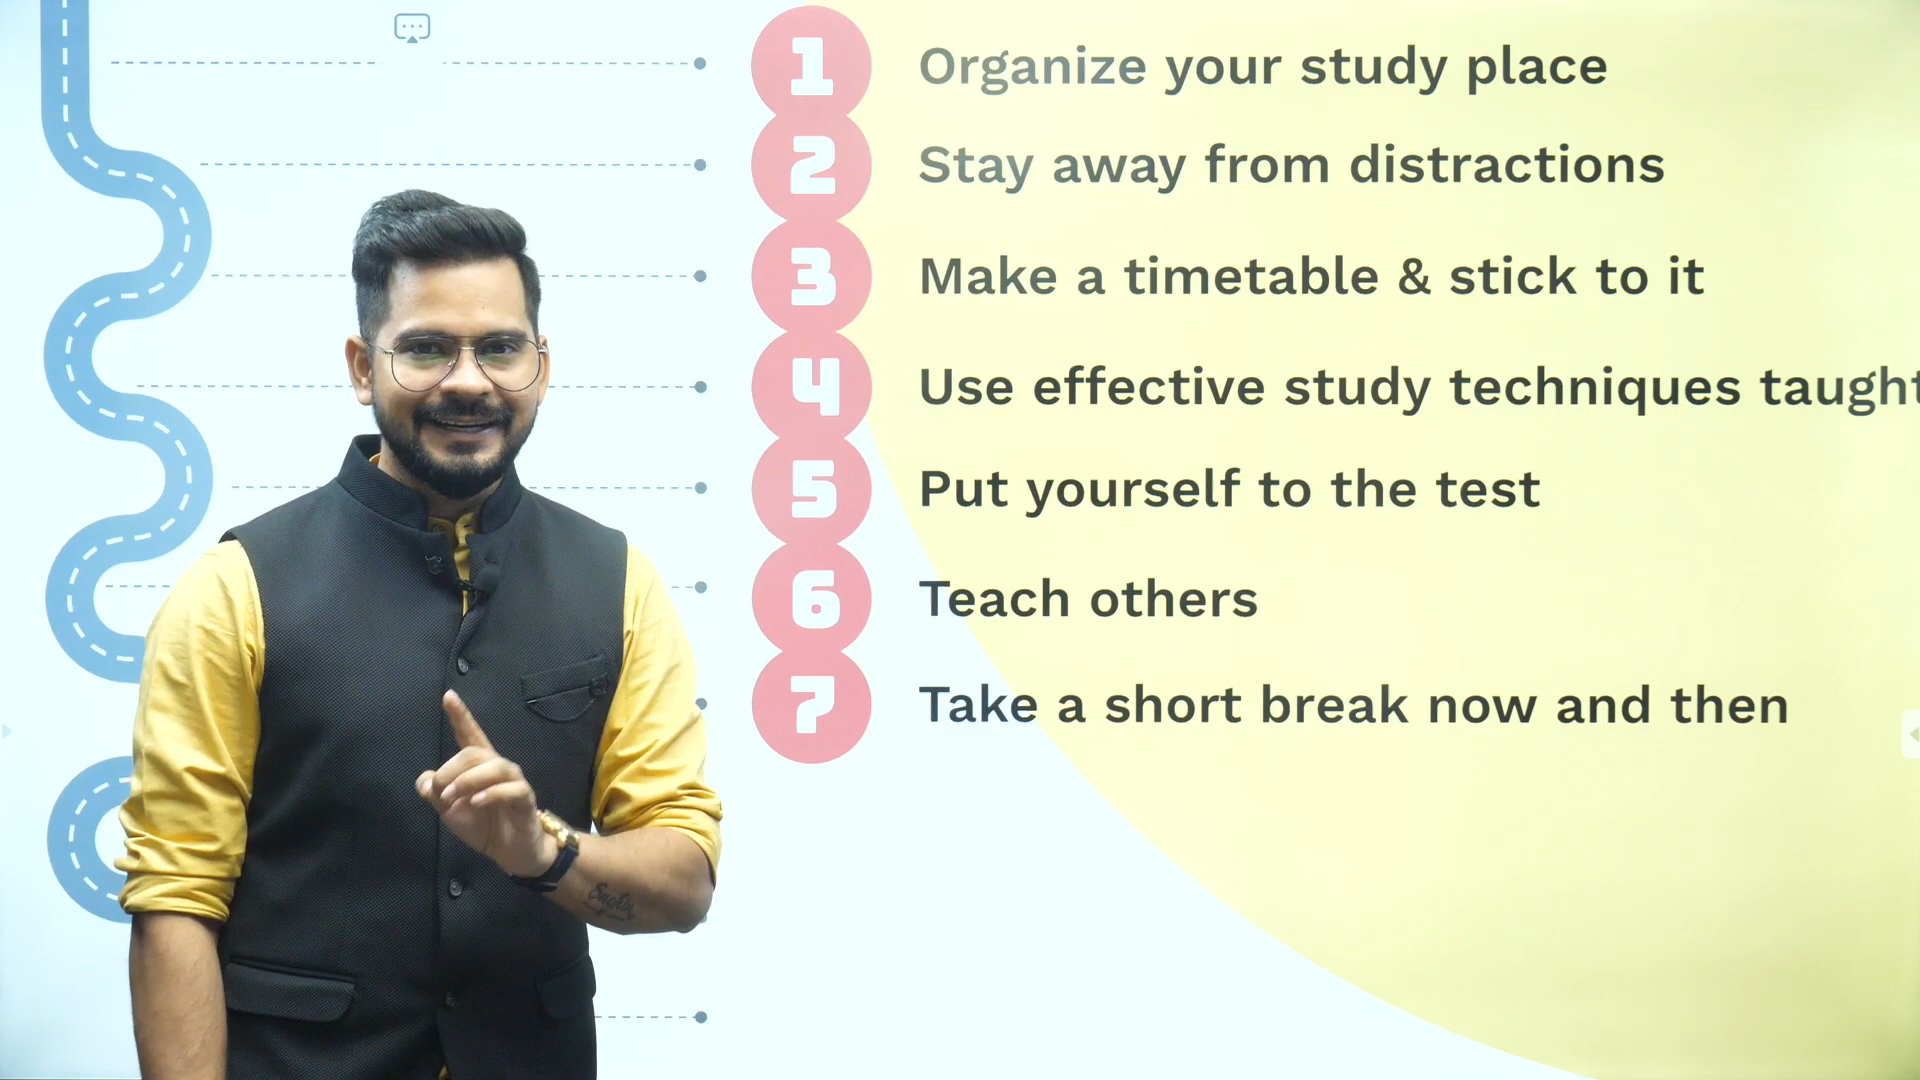 1 Organize your study place
2 Stay away from distractions
3 Make a timetable & stick to it
4 Use effective study techniques taught
5 Put yourself to the test
6 Teach others
7 Take a short break now and then